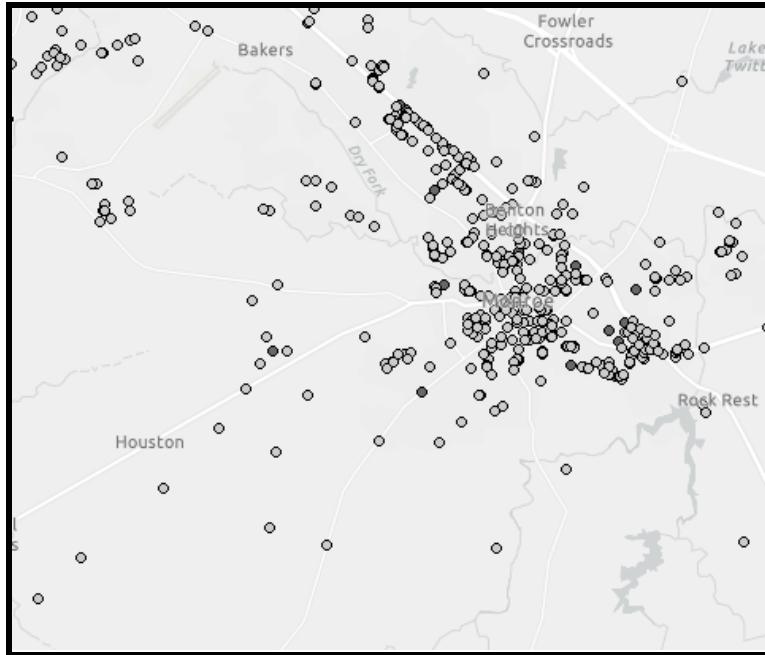 Fowler
Crossroads
Bakers
Lake
Twitt
Dry Fork
Benton
Heights
Monroe
Rock Rest
Houston
l
s